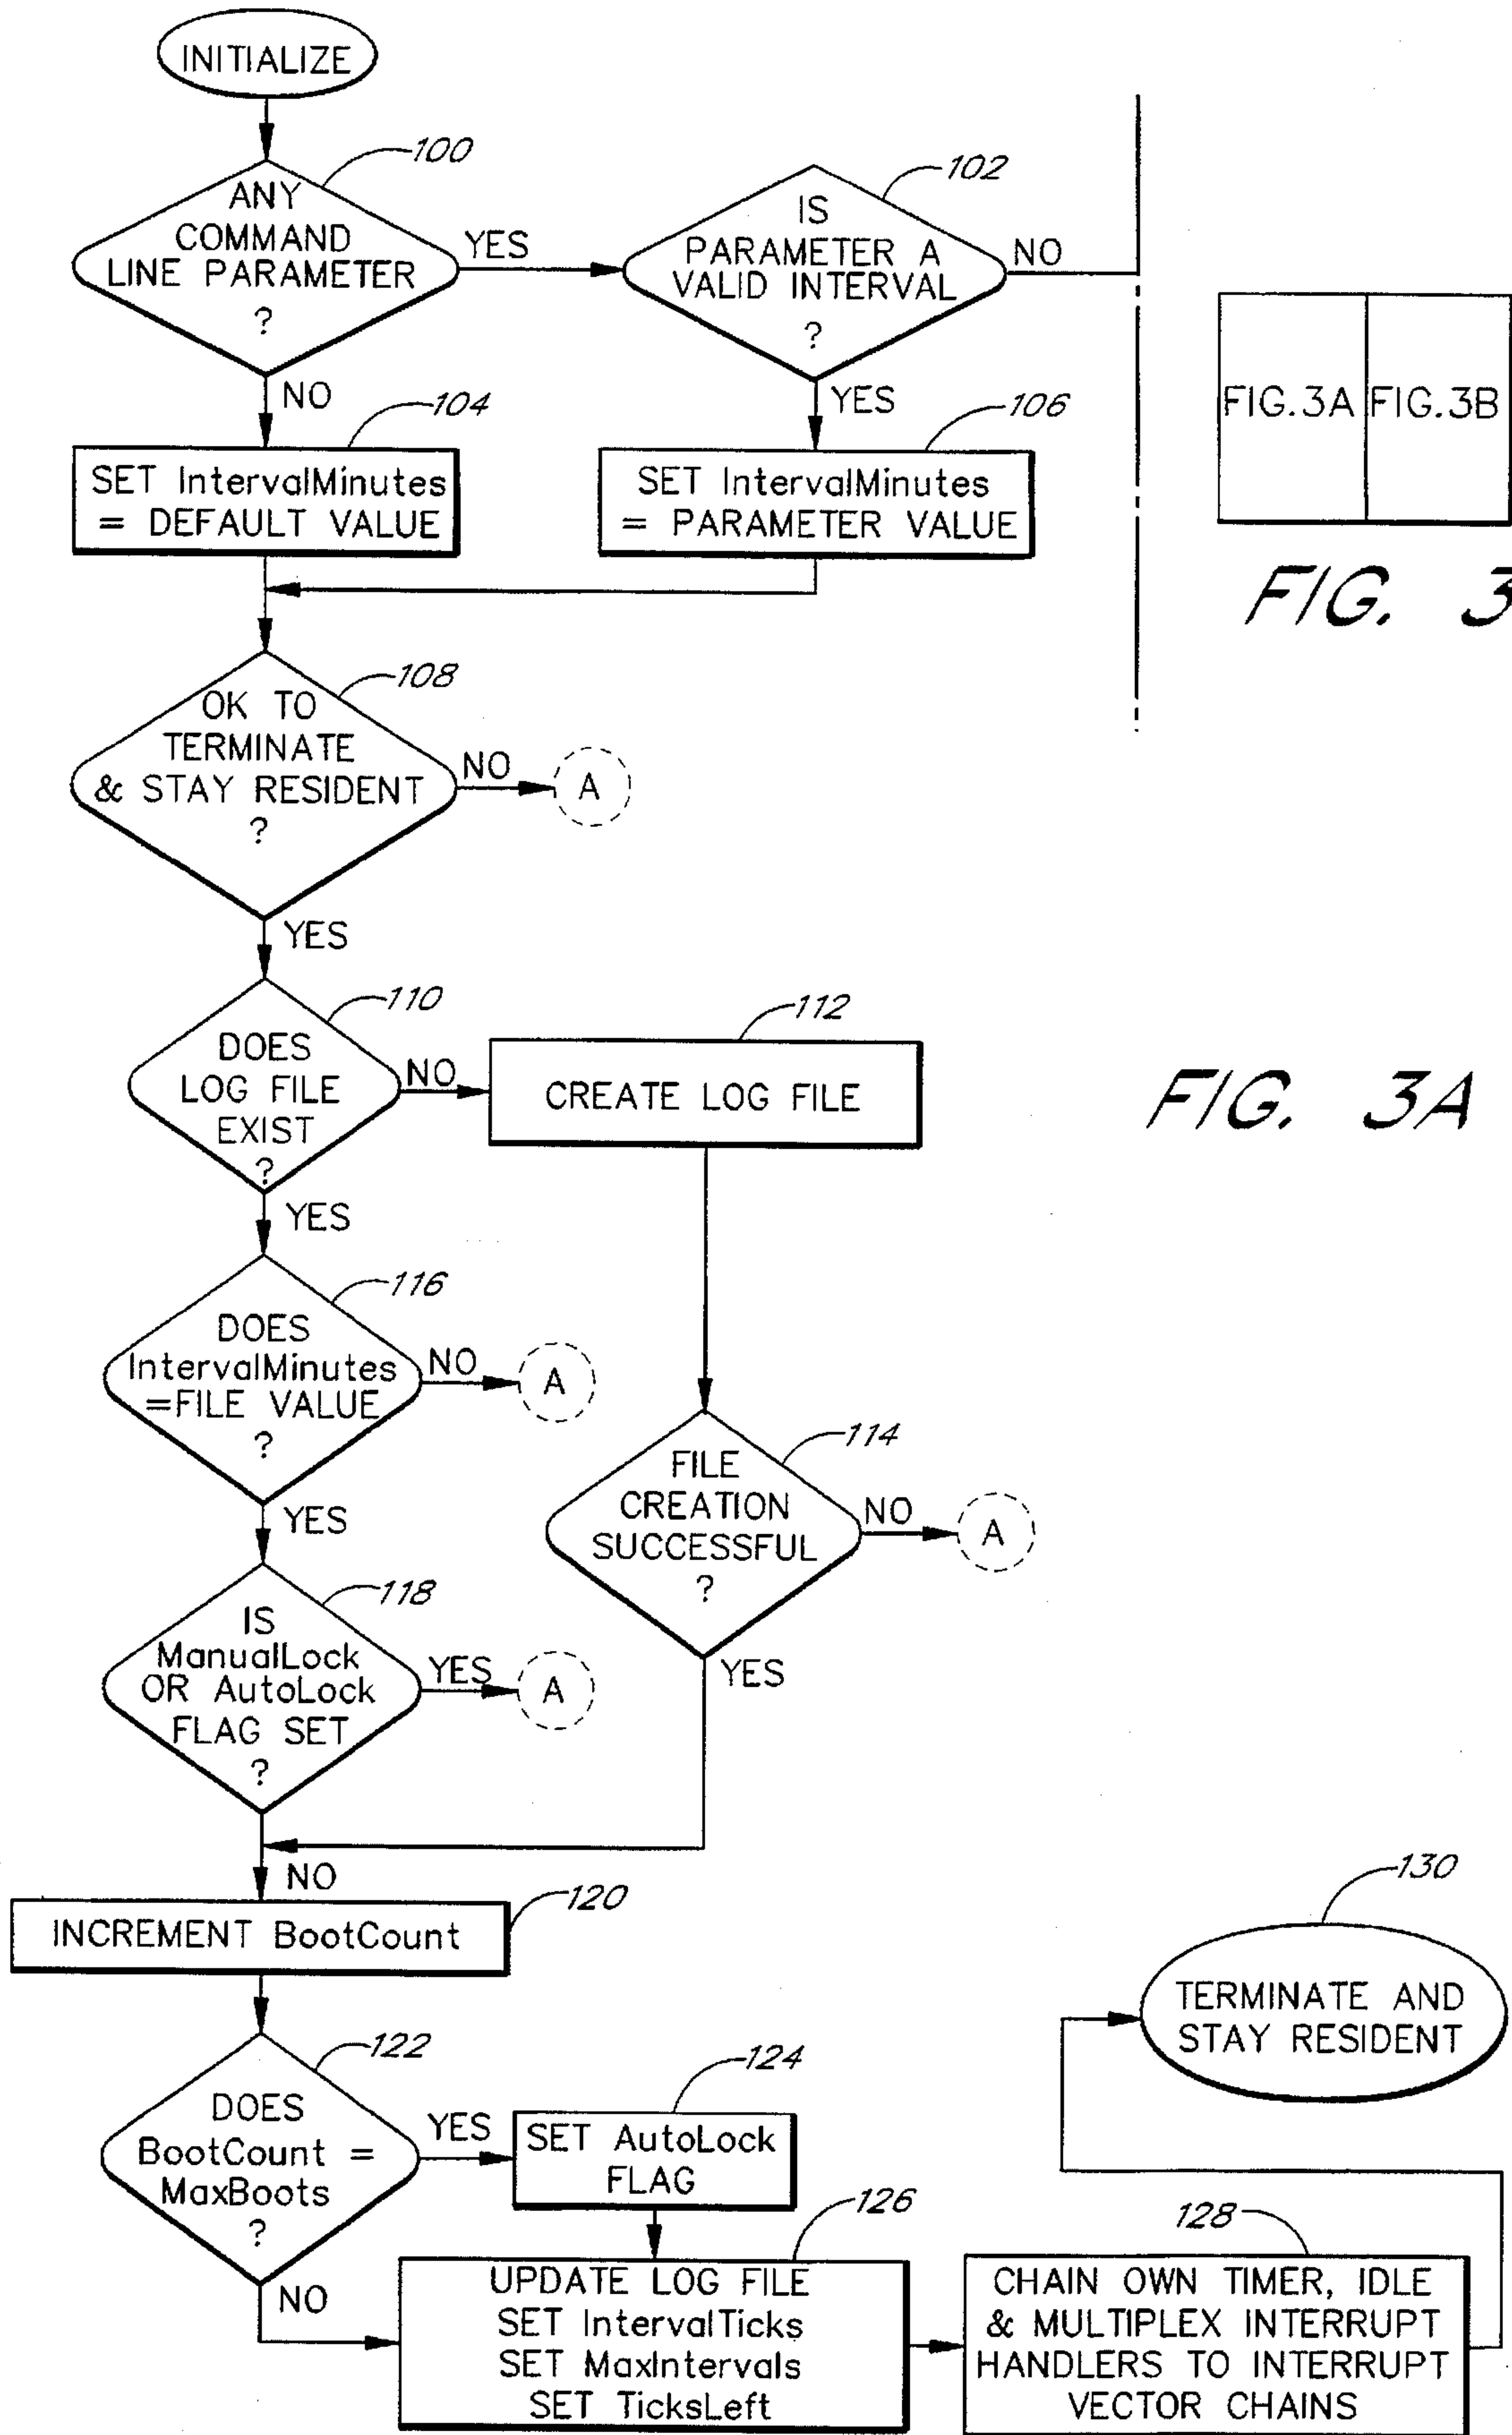 INITIALIZE
100
ANY
COMMAND
LINE PARAMETER
?
YES
102
IS
PARAMETER A
VALID INTERVAL
?
NO
NO
104
SET IntervalMinutes
= DEFAULT VALUE
YES
106
SET IntervalMinutes
= PARAMETER VALUE
FIG.3A
FIG.3B
FIG. 3
108
OK TO
TERMINATE
& STAY RESIDENT
?
NO
A
YES
110
DOES
LOG FILE
EXIST
?
NO
112
CREATE LOG FILE
FIG. 3A
YES
116
DOES
IntervalMinutes
=FILE VALUE
?
NO
A
114
FILE
CREATION
SUCCESSFUL
?
NO
A
YES
YES
118
IS
ManualLock
OR AutoLock
FLAG SET
?
YES
A
NO
120
INCREMENT BootCount
122
DOES
BootCount =
MaxBoots
?
YES
124
SET AutoLock
FLAG
NO
126
UPDATE LOG FILE
SET IntervalTicks
SET MaxIntervals
SET TicksLeft
128
CHAIN OWN TIMER, IDLE
& MULTIPLEX INTERRUPT
HANDLERS TO INTERRUPT
VECTOR CHAINS
130
TERMINATE AND
STAY RESIDENT